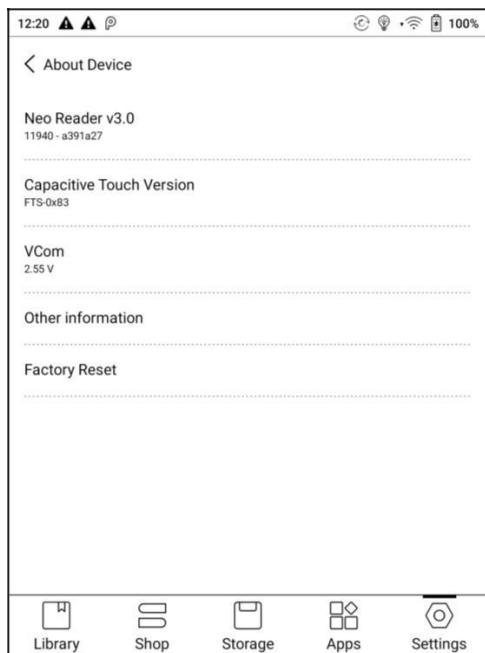 12:20 100%
About Device
Neo Reader v3.0
11940 - a391a27
Capacitive Touch Version
FTS-0x83
VCom
2.55 V
Other information
Factory Reset
Library Shop Storage Apps Settings